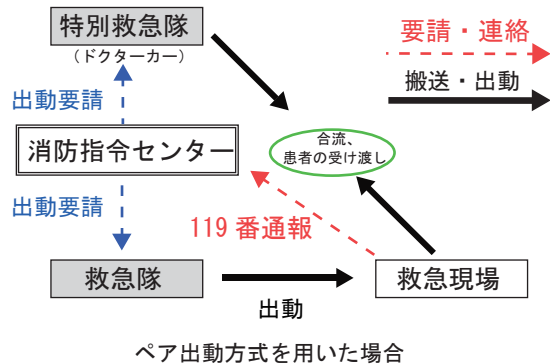 特別救急隊
（ドクターカー）
要請・連絡
搬送・出動
出動要請
消防指令センター
合流、
患者の受け渡し
出動要請
119番通報
救急隊
救急現場
出動
ペア出動方式を用いた場合